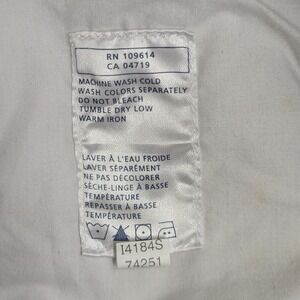 RN 109614
CA 04719
MACHINE WASH COLD
WASH COLORS SEPARATELY
DO NOT BLEACH
TUMBLE DRY LOW
WARM IRON
LAVER À L'EAU FROIDE
LAVER SÉPARÉMENT
NE PAS DÉCOLORER
SÈCHE-LINGE À BASSE
TEMPÉRATURE
REPASSER À BASSE
TEMPÉRATURE
I4184S
74251